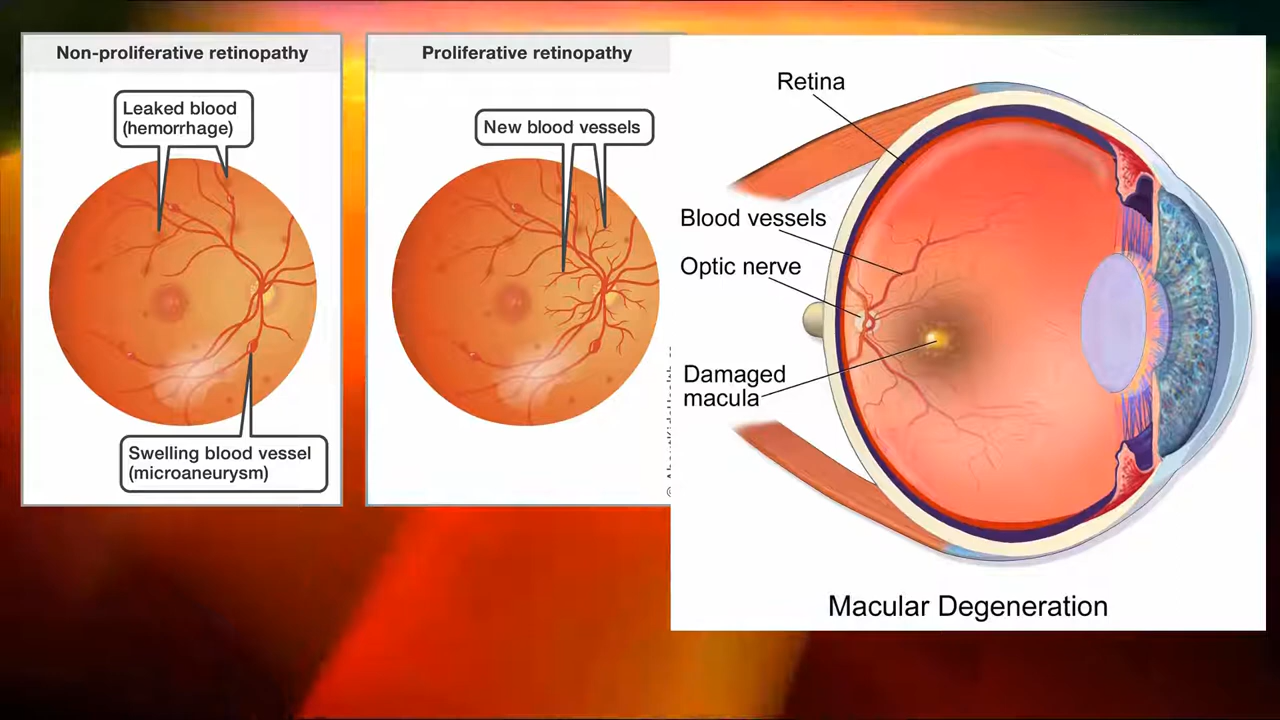 Non-proliferative retinopathy
Leaked blood
(hemorrhage)
Swelling blood vessel
(microaneurysm)
Proliferative retinopathy
New blood vessels
Retina
Blood vessels
Optic nerve
Damaged
macula
Macular Degeneration